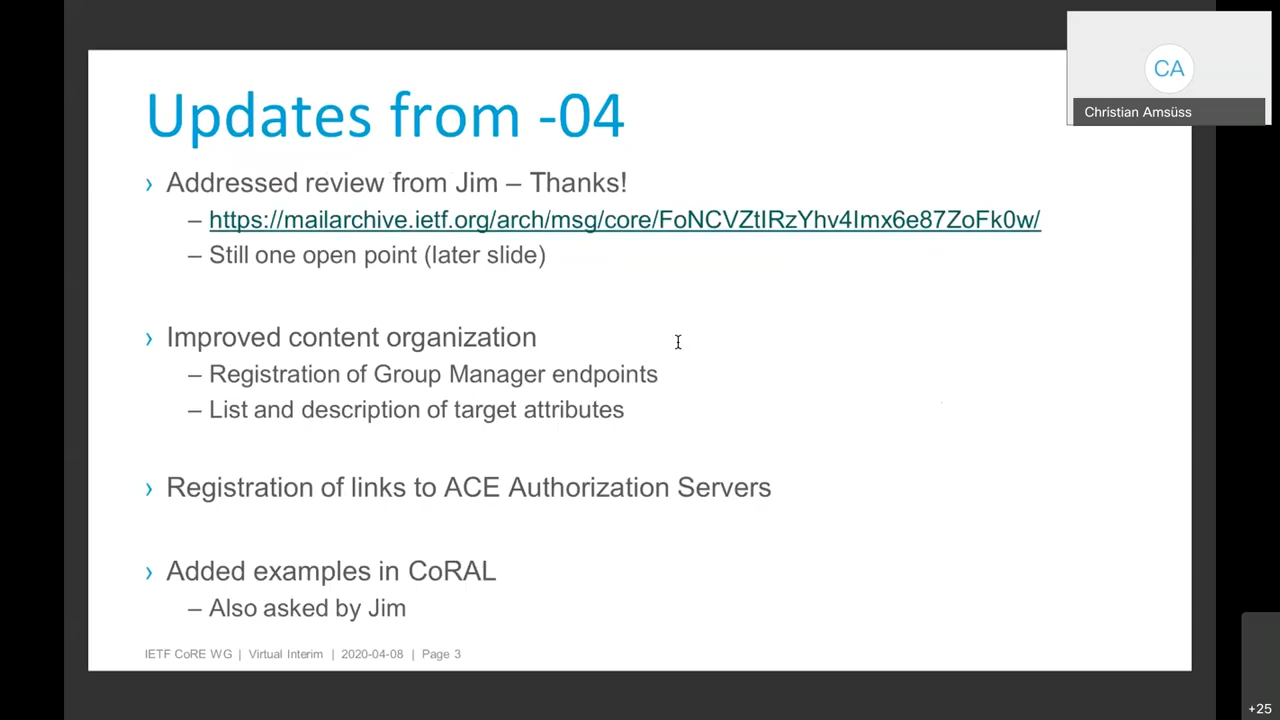 CA
Christian Amsüss
Updates from -04
› Addressed review from Jim – Thanks!
– https://mailarchive.ietf.org/arch/msg/core/FoNCVZtIRzYhv4Imx6e87ZoFk0w/
– Still one open point (later slide)
› Improved content organization
– Registration of Group Manager endpoints
– List and description of target attributes
› Registration of links to ACE Authorization Servers
› Added examples in CoRAL
– Also asked by Jim
IETF CoRE WG | Virtual Interim | 2020-04-08 | Page 3
+25